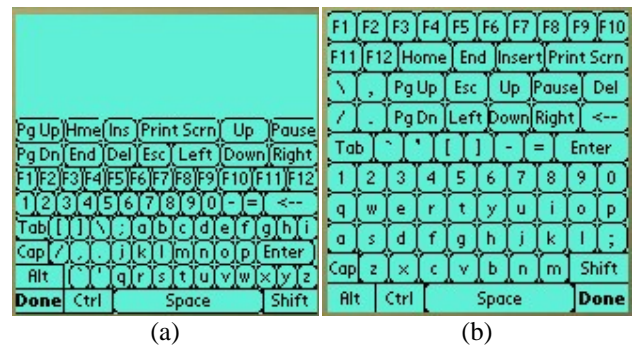 Pg Up Hme Ins Print Scrn Up Pause
Pg Dn End Del Esc Left Down Right
F1 F2 F3 F4 F5 F6 F7 F8 F9 F10 F11 F12
1 2 3 4 5 6 7 8 9 0 - = <--
Tab [ ] \ ; a b c d e f g h i
Cap / , . j k l m n o p Enter
Alt ` ' q r s t u v w x y z
Done Ctrl Space Shift
(a)
F1 F2 F3 F4 F5 F6 F7 F8 F9 F10
F11 F12 Home End Insert Print Scrn
\ , Pg Up Esc Up Pause Del
/ . Pg Dn Left Down Right <--
Tab ` ' [ ] - = Enter
1 2 3 4 5 6 7 8 9 0
q w e r t y u i o p
a s d f g h j k l ;
Cap z x c v b n m Shift
Alt Ctrl Space Done
(b)